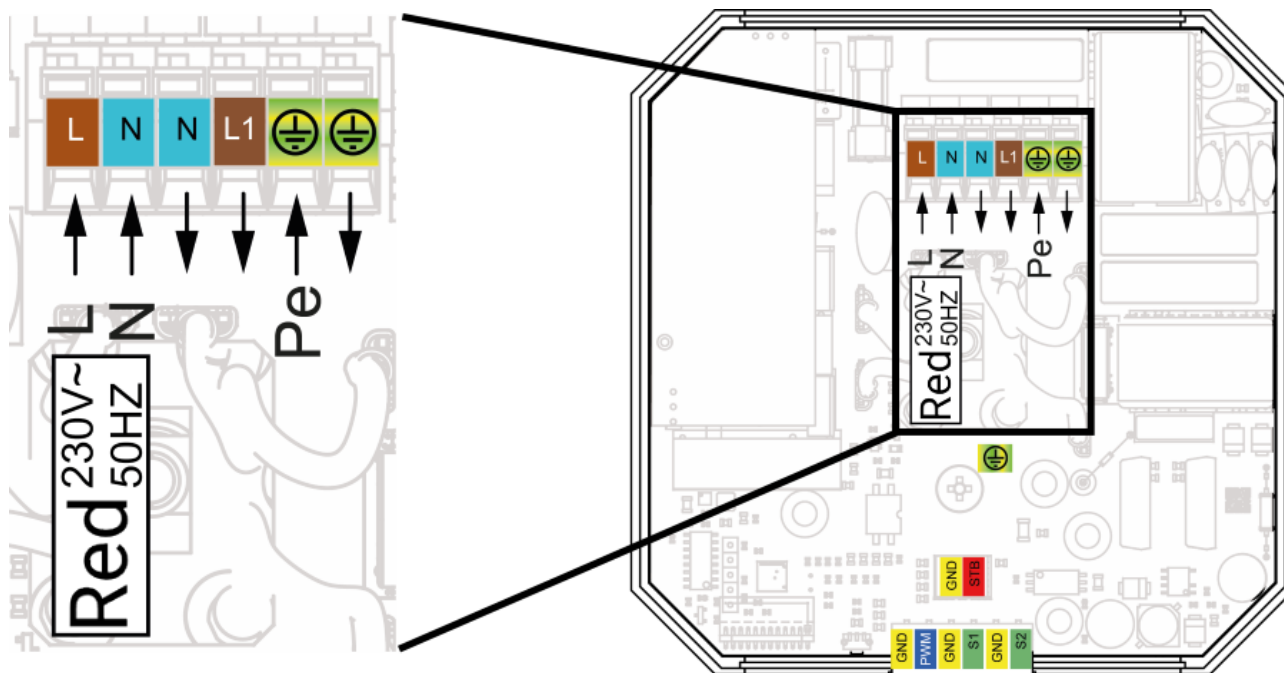 L N N L1
L N Pe
Red 230V~
50HZ
L N N L1
L N Pe
Red 230V~
50HZ
GND STB
GND PWM GND S1 GND S2